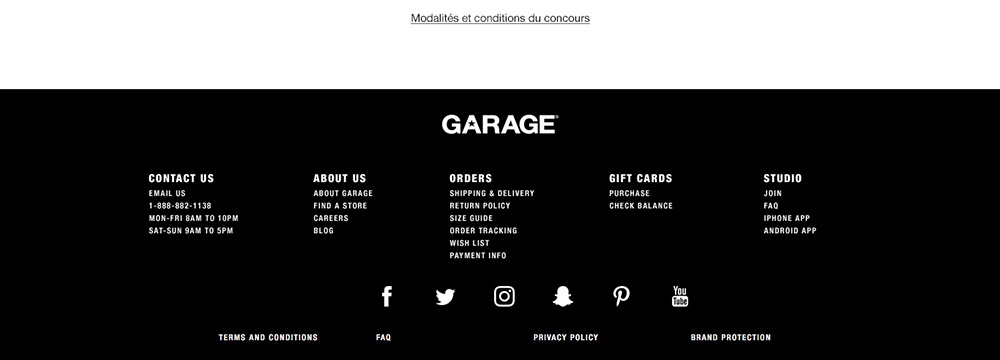 Modalités et conditions du concours
GARAGE®
CONTACT US
EMAIL US
1-888-882-1138
MON-FRI 8AM TO 10PM
SAT-SUN 9AM TO 5PM
ABOUT US
ABOUT GARAGE
FIND A STORE
CAREERS
BLOG
ORDERS
SHIPPING & DELIVERY
RETURN POLICY
SIZE GUIDE
ORDER TRACKING
WISH LIST
PAYMENT INFO
GIFT CARDS
PURCHASE
CHECK BALANCE
STUDIO
JOIN
FAQ
IPHONE APP
ANDROID APP
You
Tube
TERMS AND CONDITIONS
FAQ
PRIVACY POLICY
BRAND PROTECTION